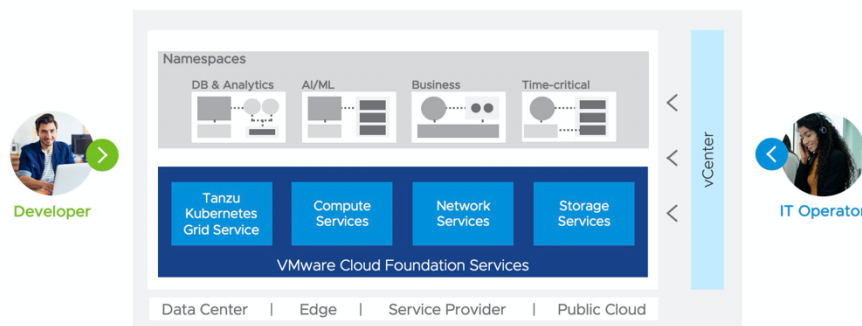 Namespaces
DB & Analytics
AI/ML
Business
Time-critical
Developer
Tanzu
Kubernetes
Grid Service
Compute
Services
Network
Services
Storage
Services
VMware Cloud Foundation Services
vCenter
IT Operator
Data Center | Edge | Service Provider | Public Cloud